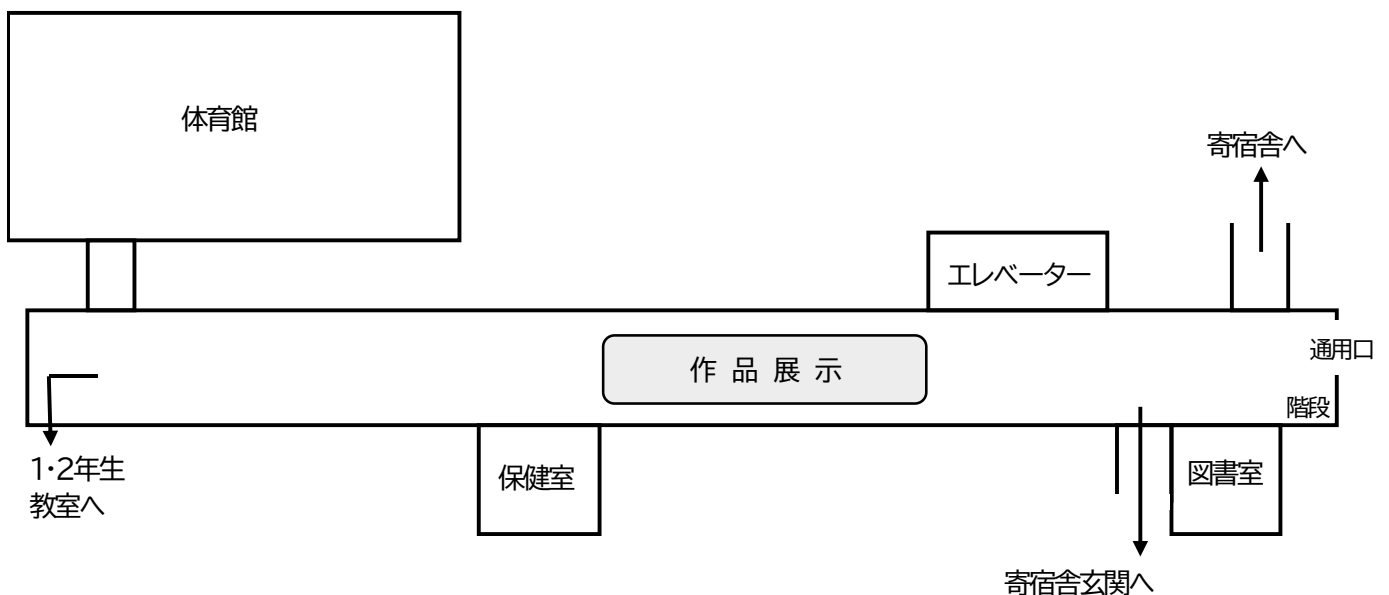 体育館
寄宿舎へ
エレベーター
通用口
作品展示
階段
1・2年生
教室へ
保健室
図書室
寄宿舎玄関へ